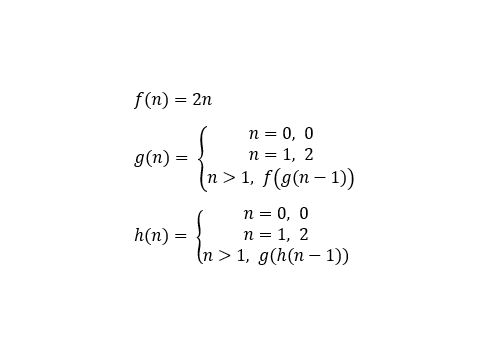 f(n) = 2n
n = 0, 0
g(n) = { n = 1, 2
n > 1, f(g(n − 1))
n = 0, 0
h(n) = { n = 1, 2
n > 1, g(h(n − 1))